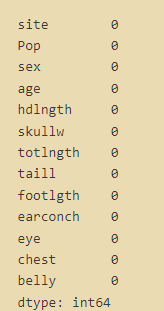 site 0
Pop 0
sex 0
age 0
hdlngth 0
skullw 0
totlngth 0
taill 0
footlgth 0
earconch 0
eye 0
chest 0
belly 0
dtype: int64